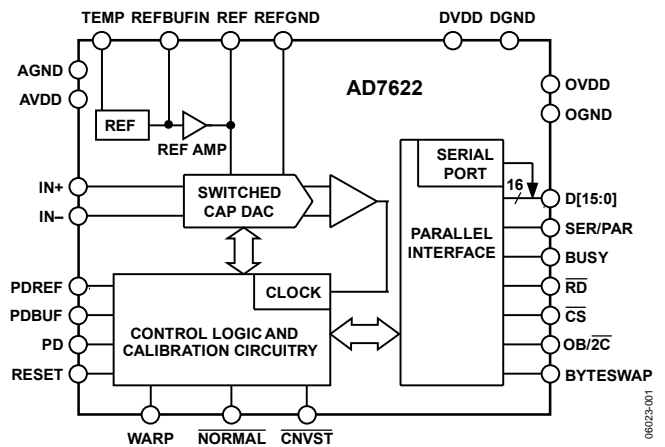 TEMP REFBUFIN REF REFGND DVDD DGND
AGND
AVDD
AD7622
OVDD
OGND
REF
REF AMP
SERIAL
PORT
16
IN+
IN–
SWITCHED
CAP DAC
D[15:0]
PARALLEL
INTERFACE
SER/PAR
BUSY
RD
CS
OB/2C
BYTESWAP
PDREF
PDBUF
PD
RESET
CLOCK
CONTROL LOGIC AND
CALIBRATION CIRCUITRY
WARP NORMAL CNVST
06023-001